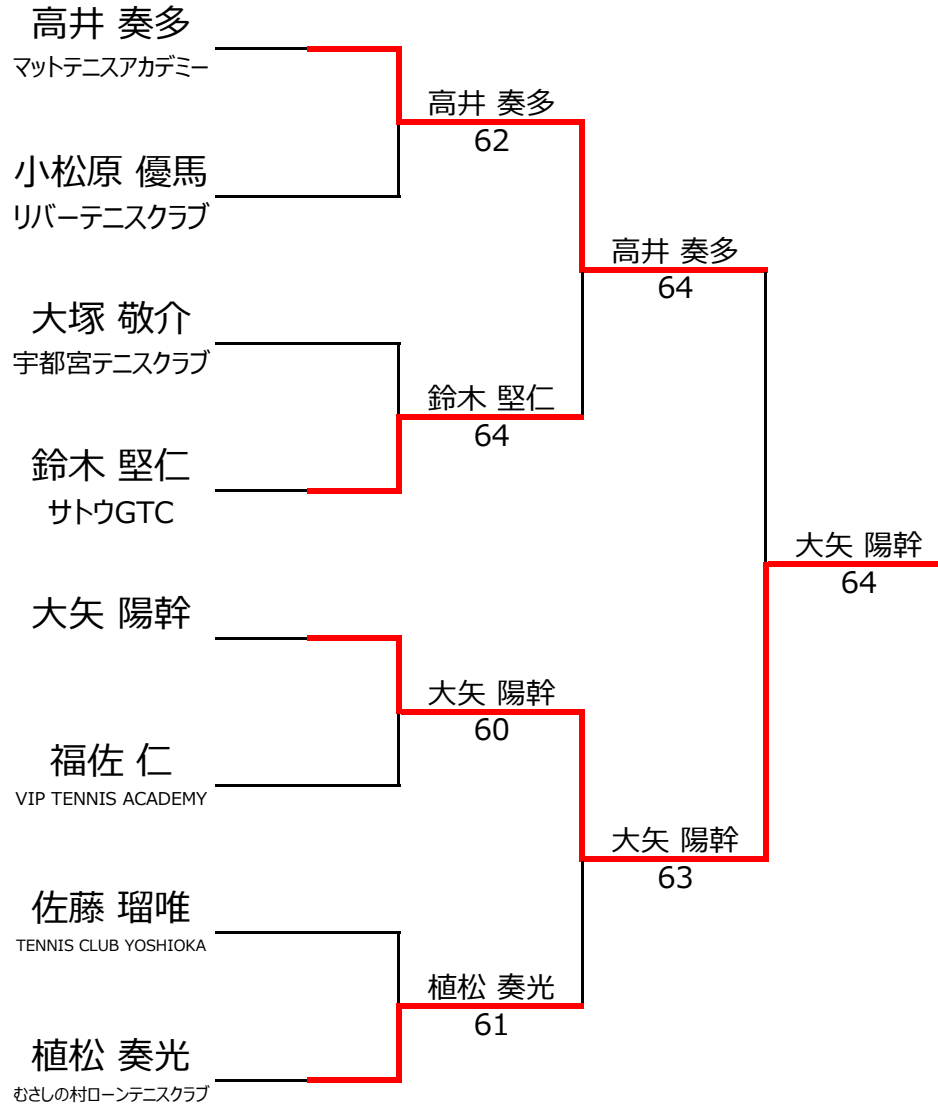 高井 奏多
マットテニスアカデミー
小松原 優馬
リバーテニスクラブ
大塚 敬介
宇都宮テニスクラブ
鈴木 堅仁
サトウGTC
大矢 陽幹
福佐 仁
VIP TENNIS ACADEMY
佐藤 瑠唯
TENNIS CLUB YOSHIOKA
植松 奏光
むさしの村ローンテニスクラブ
高井 奏多
62
鈴木 堅仁
64
大矢 陽幹
60
植松 奏光
61
高井 奏多
64
大矢 陽幹
63
大矢 陽幹
64